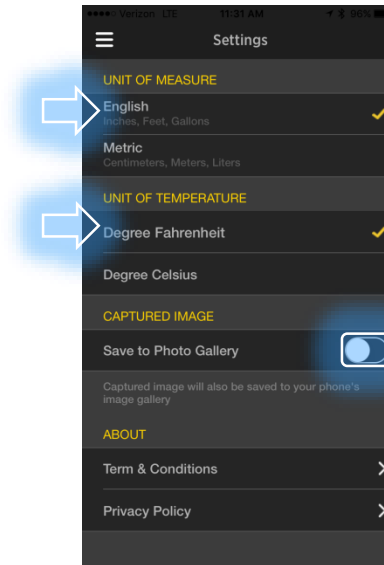 Verizon LTE 11:31 AM 96%
Settings
UNIT OF MEASURE
English
Inches, Feet, Gallons
Metric
Centimeters, Meters, Liters
UNIT OF TEMPERATURE
Degree Fahrenheit
Degree Celsius
CAPTURED IMAGE
Save to Photo Gallery
Captured image will also be saved to your phone's
image gallery
ABOUT
Term & Conditions
Privacy Policy